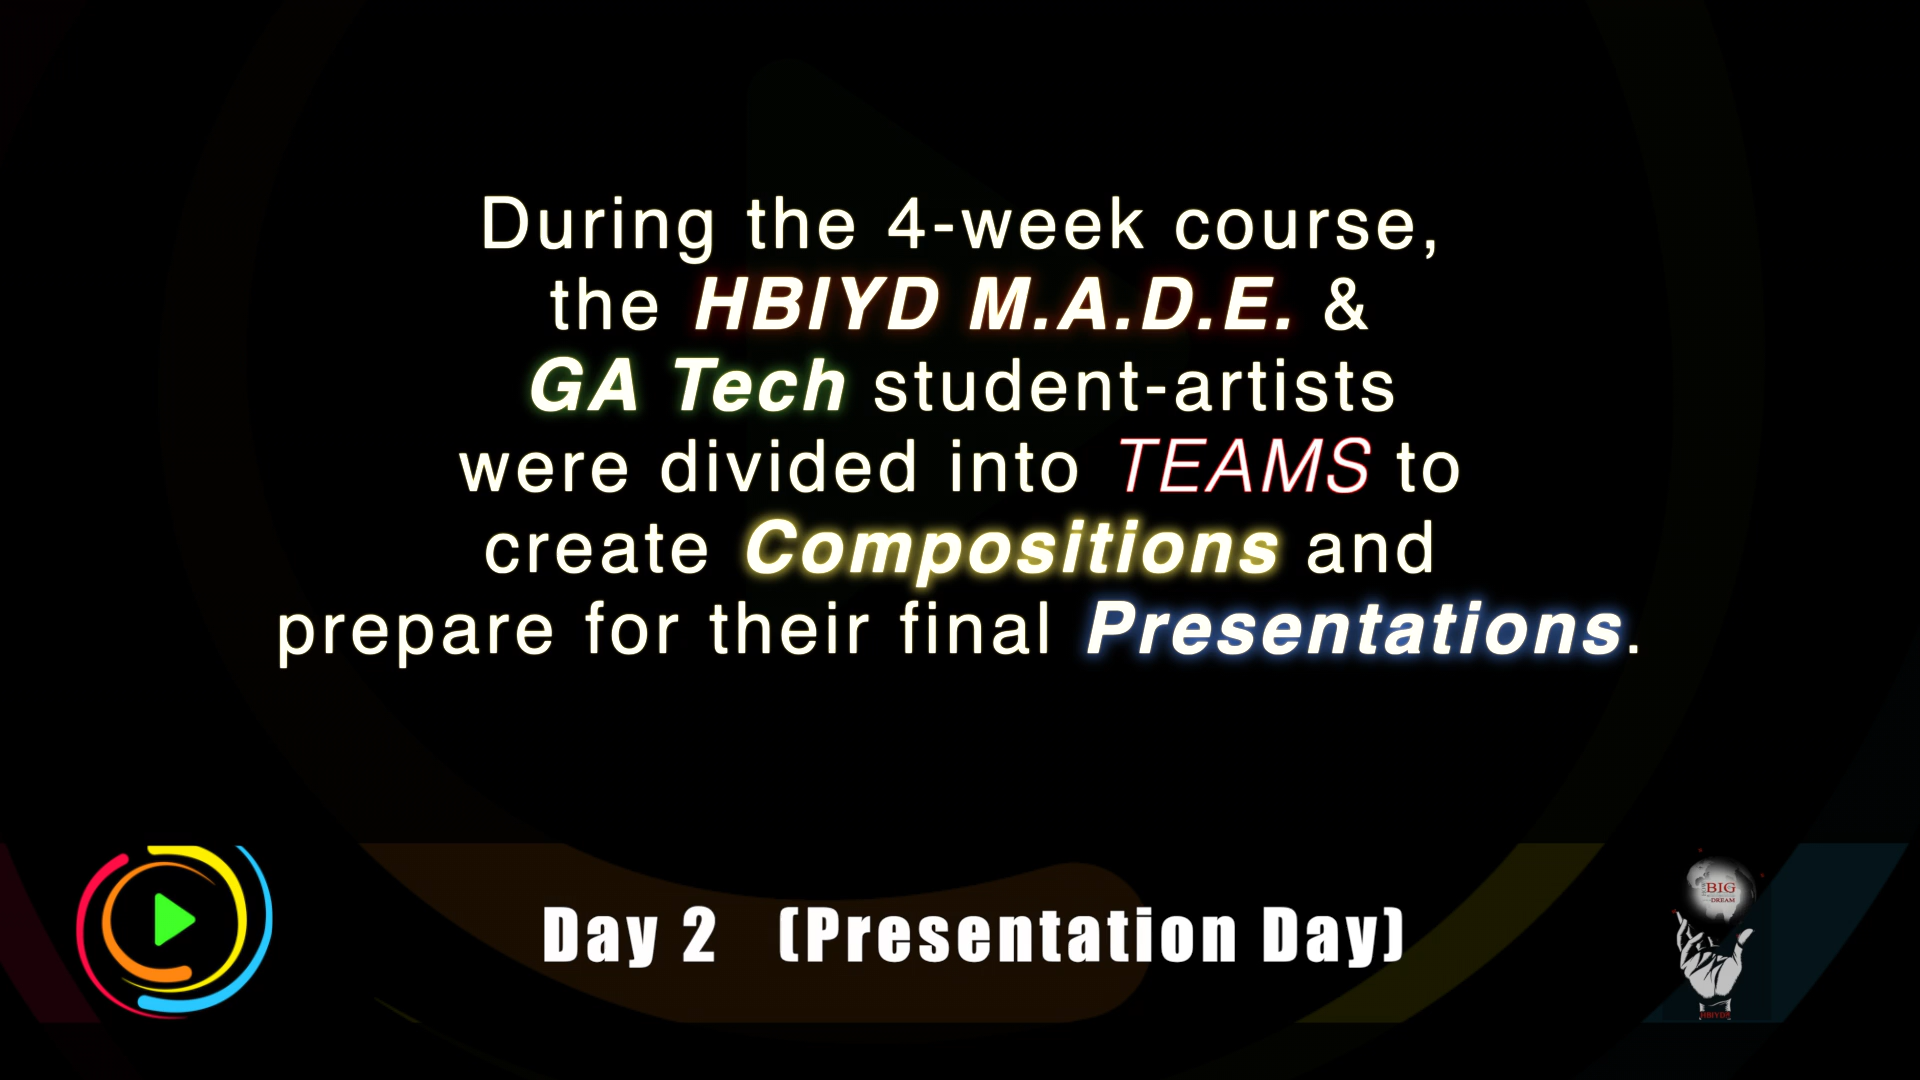 During the 4-week course,
the HBIYD M.A.D.E. &
GA Tech student-artists
were divided into TEAMS to
create Compositions and
prepare for their final Presentations.
Day 2 (Presentation Day)
BIG
DREAM
HBIYD?